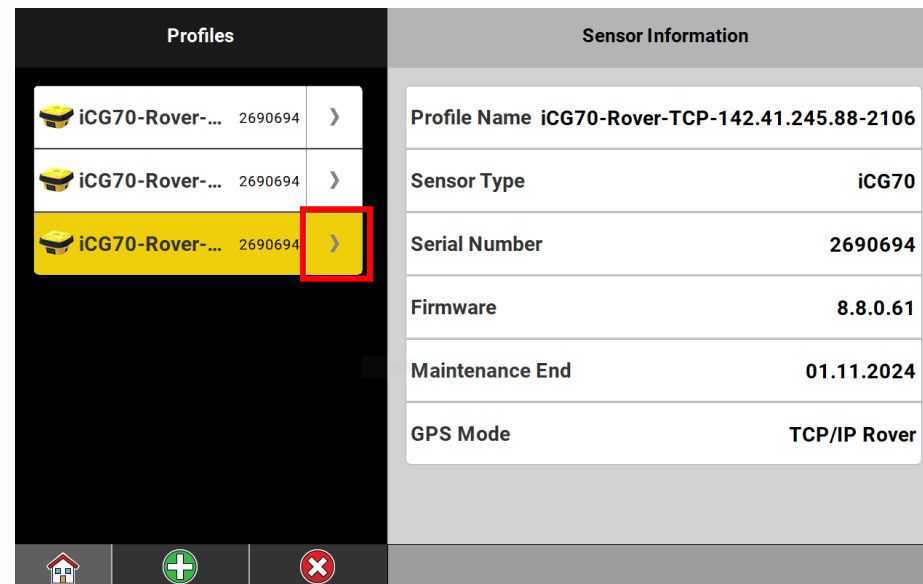 Profiles
Sensor Information
iCG70-Rover-... 2690694
iCG70-Rover-... 2690694
iCG70-Rover-... 2690694
Profile Name iCG70-Rover-TCP-142.41.245.88-2106
Sensor Type iCG70
Serial Number 2690694
Firmware 8.8.0.61
Maintenance End 01.11.2024
GPS Mode TCP/IP Rover